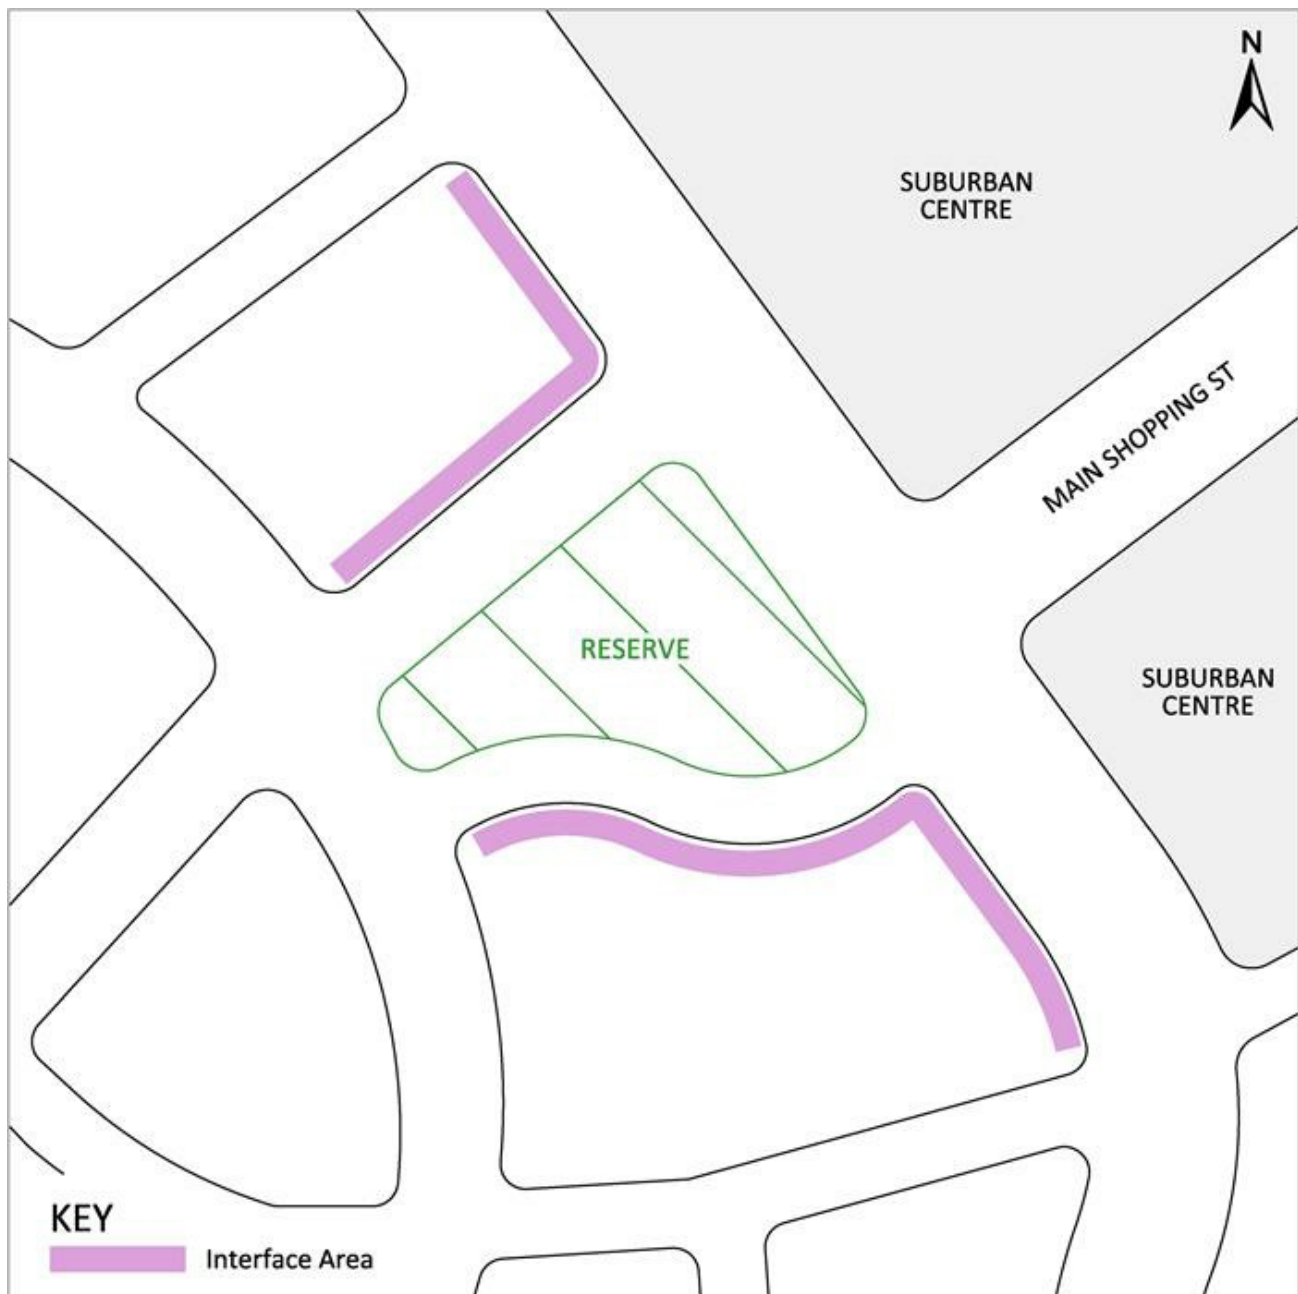 N
SUBURBAN
CENTRE
MAIN SHOPPING ST
RESERVE
SUBURBAN
CENTRE
KEY
Interface Area